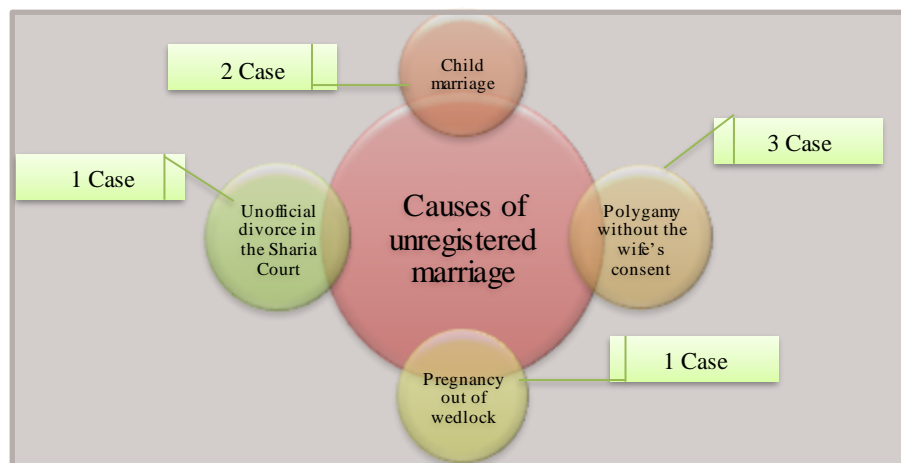 2 Case
Child
marriage
3 Case
1 Case
Unofficial
divorce in
the Sharia
Court
Causes of
unregistered
marriage
Polygamy
without the
wife's
consent
Pregnancy
out of
wedlock
1 Case